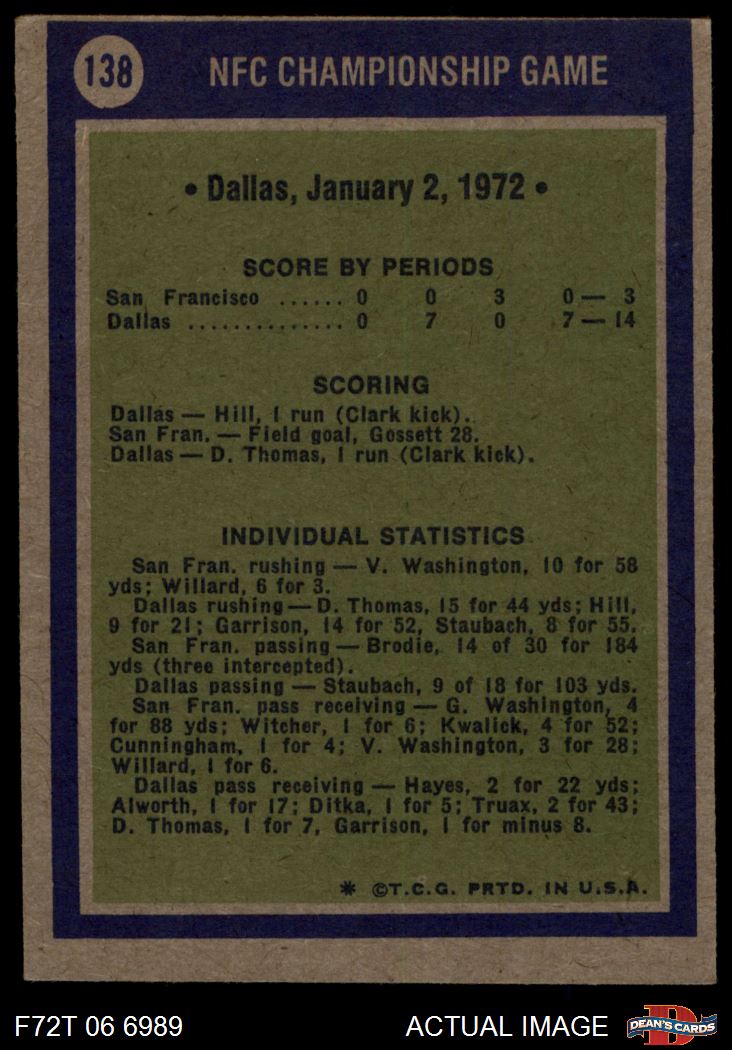 138
NFC CHAMPIONSHIP GAME
• Dallas, January 2, 1972 •
SCORE BY PERIODS
San Francisco ...... 0 0 3 0 — 3
Dallas .............. 0 7 0 7 — 14
SCORING
Dallas — Hill, 1 run (Clark kick).
San Fran. — Field goal, Gossett 28.
Dallas — D. Thomas, 1 run (Clark kick).
INDIVIDUAL STATISTICS
San Fran. rushing — V. Washington, 10 for 58
yds; Willard, 6 for 3.
Dallas rushing — D. Thomas, 15 for 44 yds; Hill,
9 for 21; Garrison, 14 for 52, Staubach, 8 for 55.
San Fran. passing — Brodie, 14 of 30 for 184
yds (three intercepted).
Dallas passing — Staubach, 9 of 18 for 103 yds.
San Fran. pass receiving — G. Washington, 4
for 88 yds; Witcher, 1 for 6; Kwalick, 4 for 52;
Cunningham, 1 for 4; V. Washington, 3 for 28;
Willard, 1 for 6.
Dallas pass receiving — Hayes, 2 for 22 yds;
Alworth, 1 for 17; Ditka, 1 for 5; Truax, 2 for 43;
D. Thomas, 1 for 7, Garrison, 1 for minus 8.
* ©T.C.G. PRTD. IN U.S.A.
F72T 06 6989
ACTUAL IMAGE
D
DEAN'S CARDS